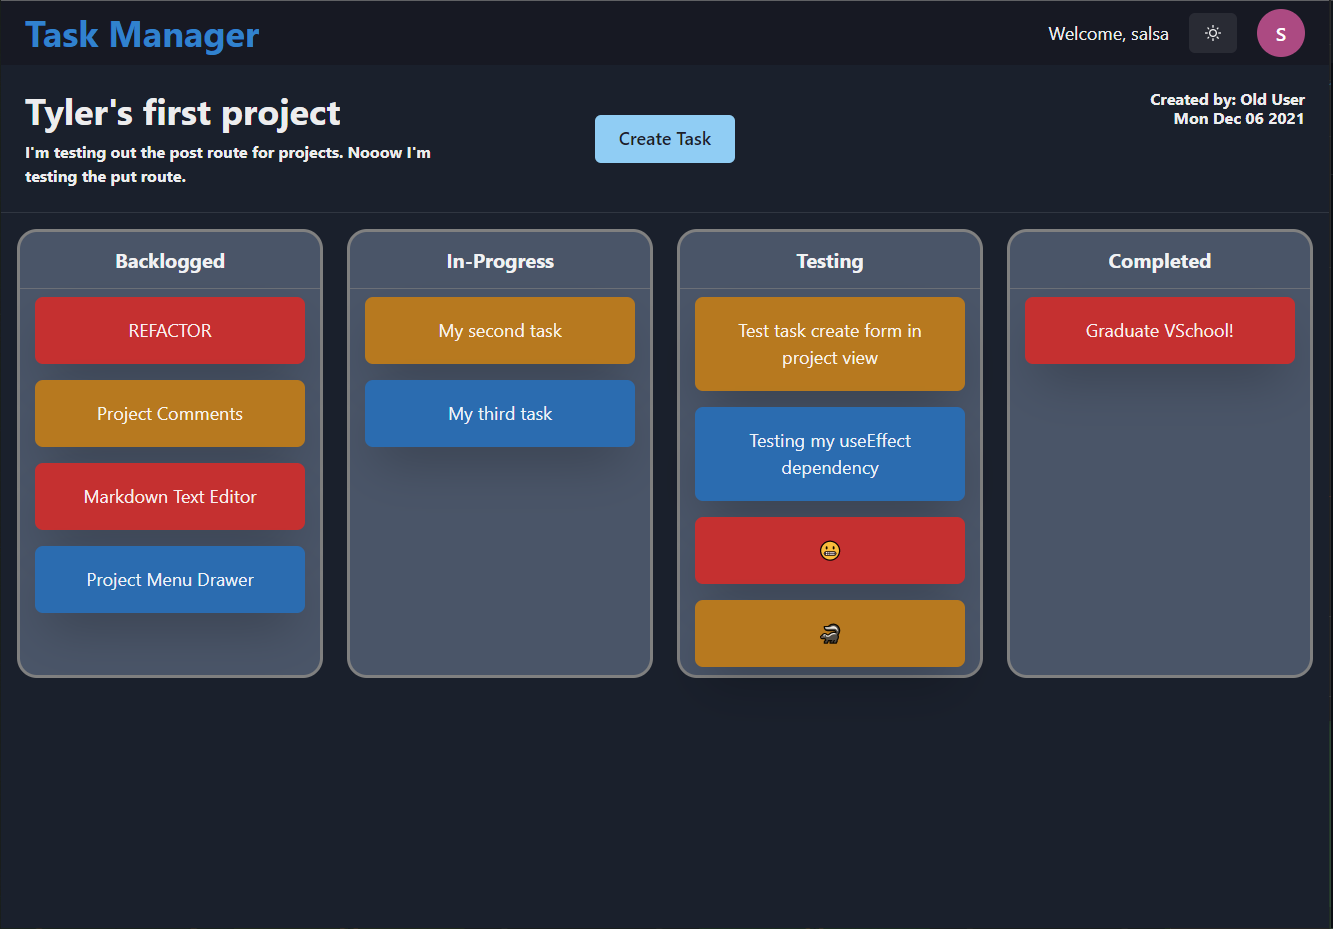 Task Manager
Welcome, salsa
S
Tyler's first project
I'm testing out the post route for projects. Nooow I'm
testing the put route.
Create Task
Created by: Old User
Mon Dec 06 2021
Backlogged
REFACTOR
Project Comments
Markdown Text Editor
Project Menu Drawer
In-Progress
My second task
My third task
Testing
Test task create form in
project view
Testing my useEffect
dependency
😬
🦨
Completed
Graduate VSchool!